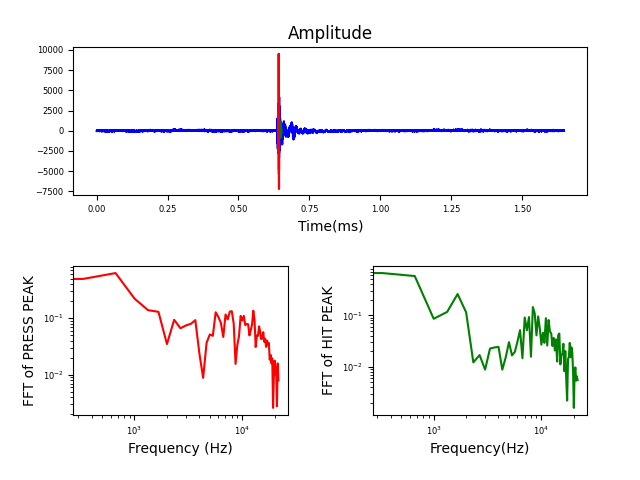 Amplitude
10000
7500
5000
2500
0
−2500
−5000
−7500
0.00 0.25 0.50 0.75 1.00 1.25 1.50
Time(ms)
FFT of PRESS PEAK
10⁻¹
10⁻²
10³ 10⁴
Frequency (Hz)
FFT of HIT PEAK
10⁻¹
10⁻²
10³ 10⁴
Frequency(Hz)